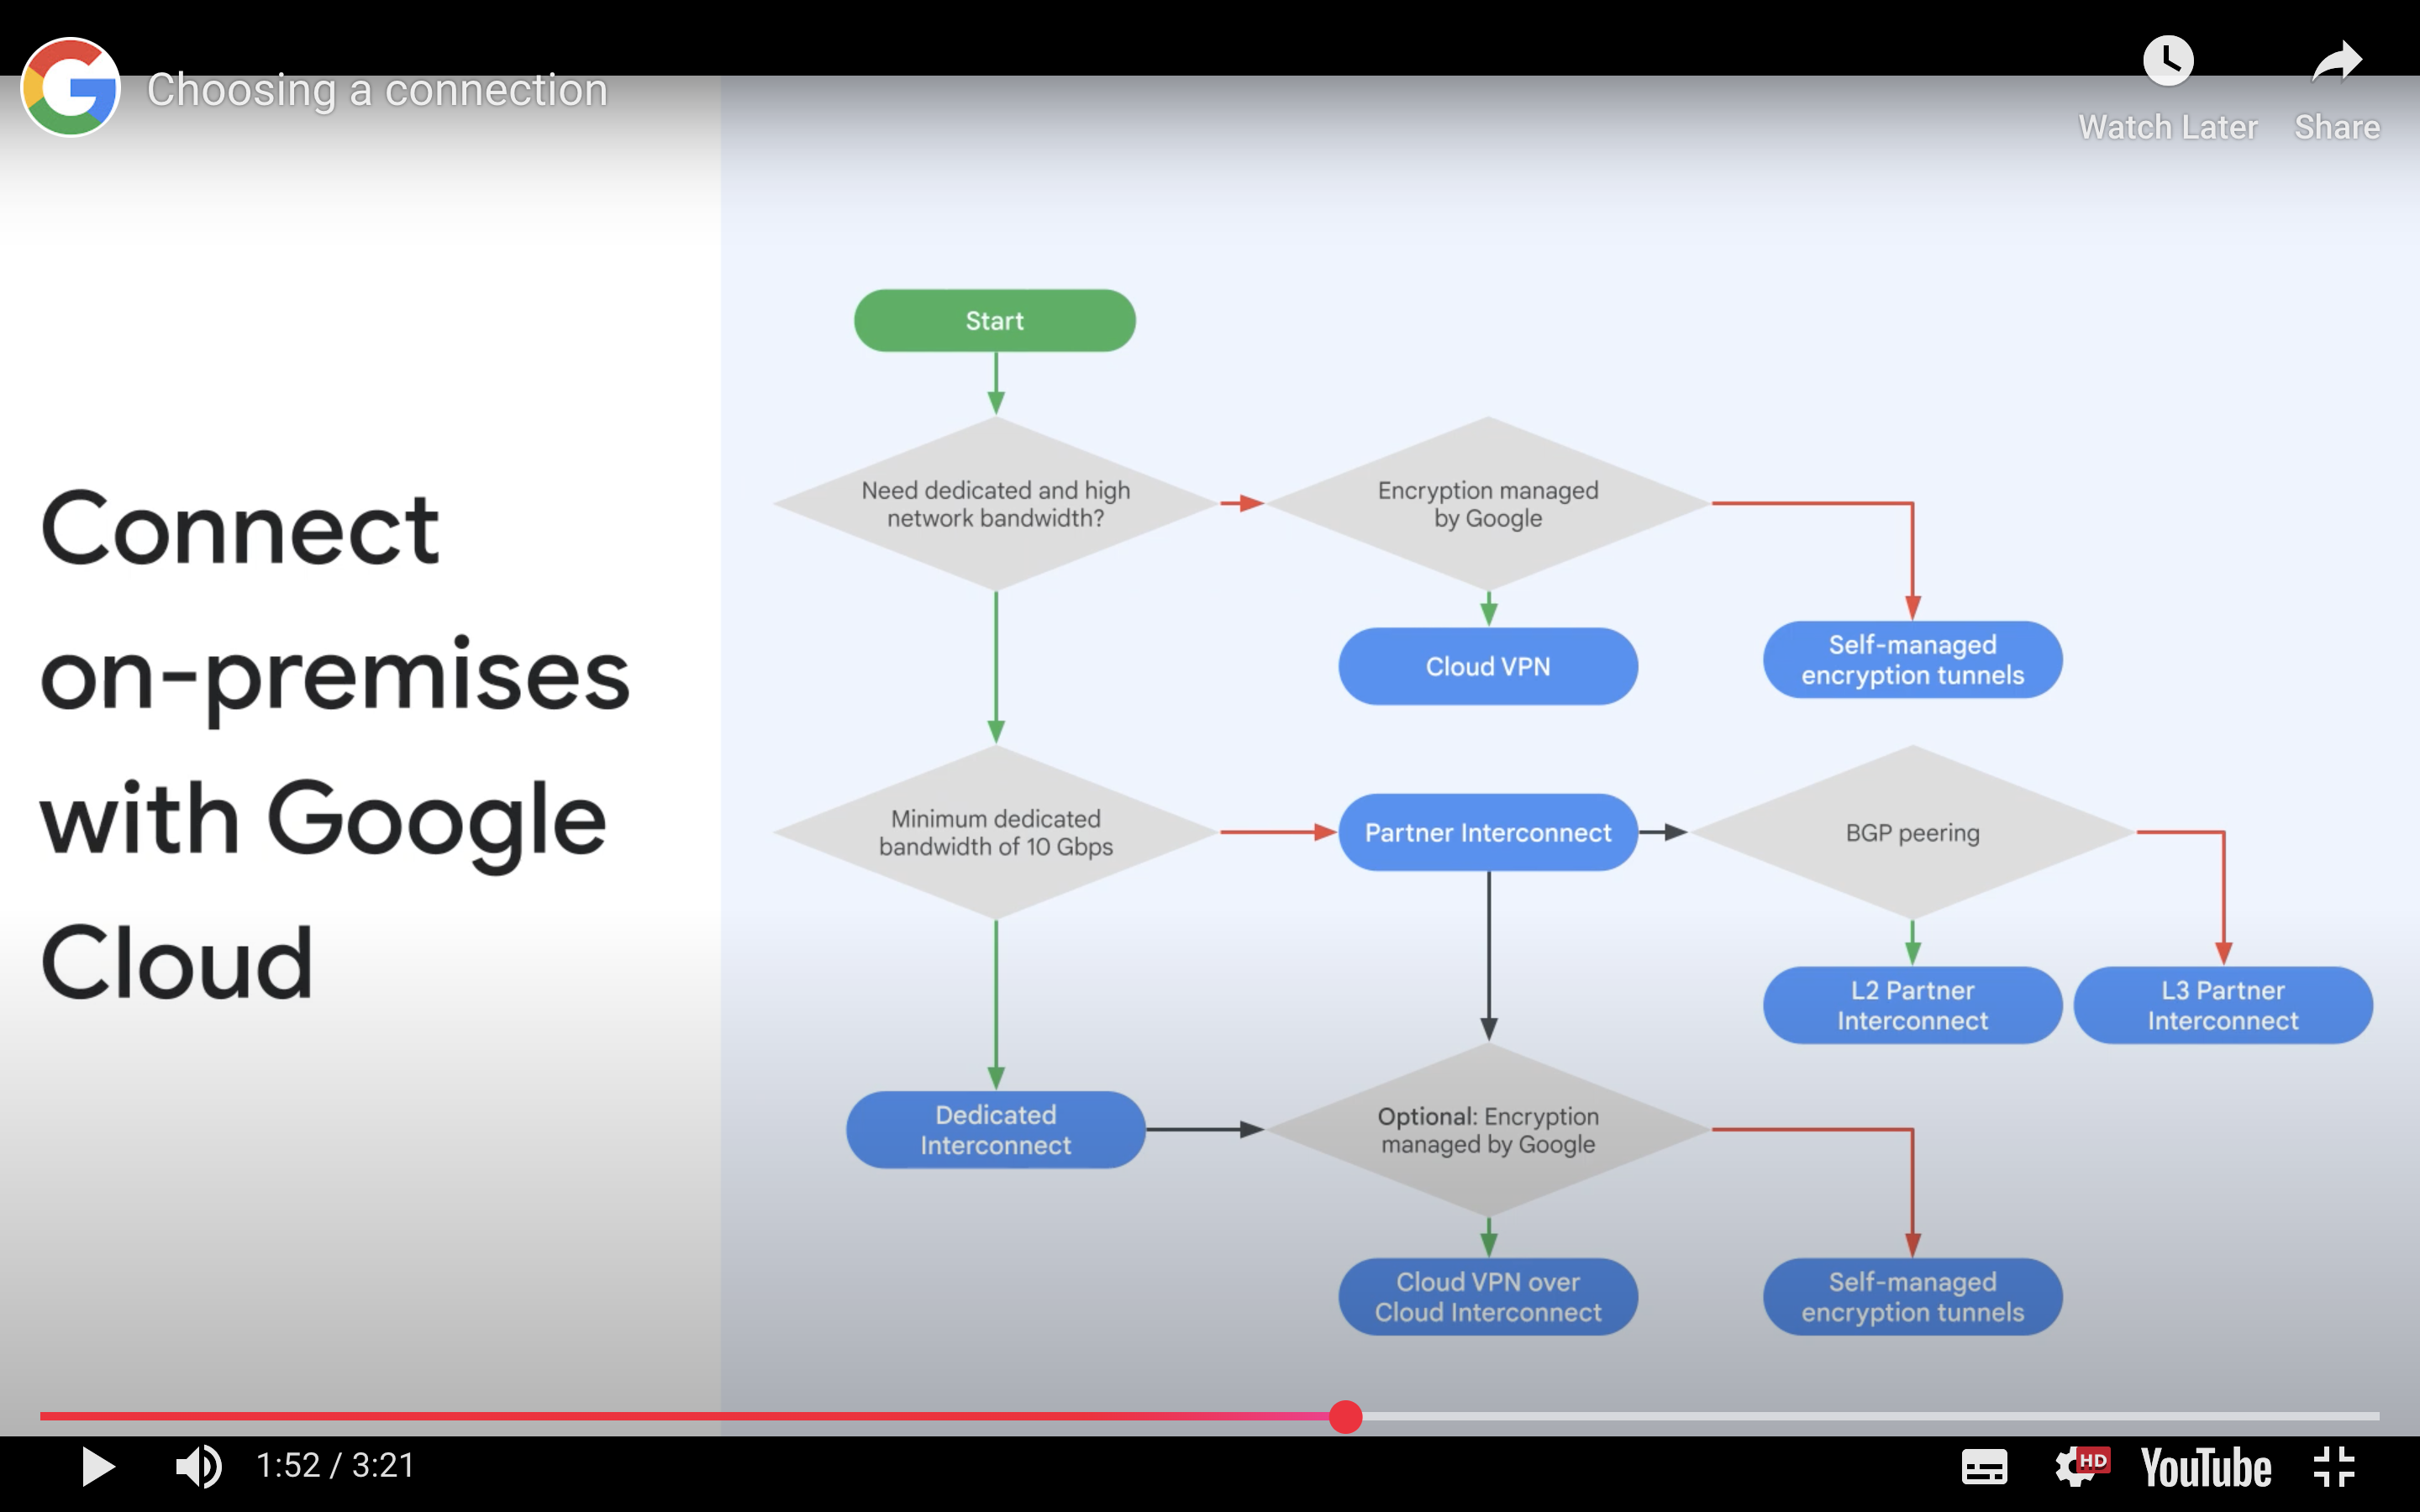 Choosing a connection
Watch Later
Share
Connect
on-premises
with Google
Cloud
Start
Need dedicated and high
network bandwidth?
Encryption managed
by Google
Cloud VPN
Self-managed
encryption tunnels
Minimum dedicated
bandwidth of 10 Gbps
Partner Interconnect
BGP peering
L2 Partner
Interconnect
L3 Partner
Interconnect
Dedicated
Interconnect
Optional: Encryption
managed by Google
Cloud VPN over
Cloud Interconnect
Self-managed
encryption tunnels
1:52 / 3:21
HD
YouTube